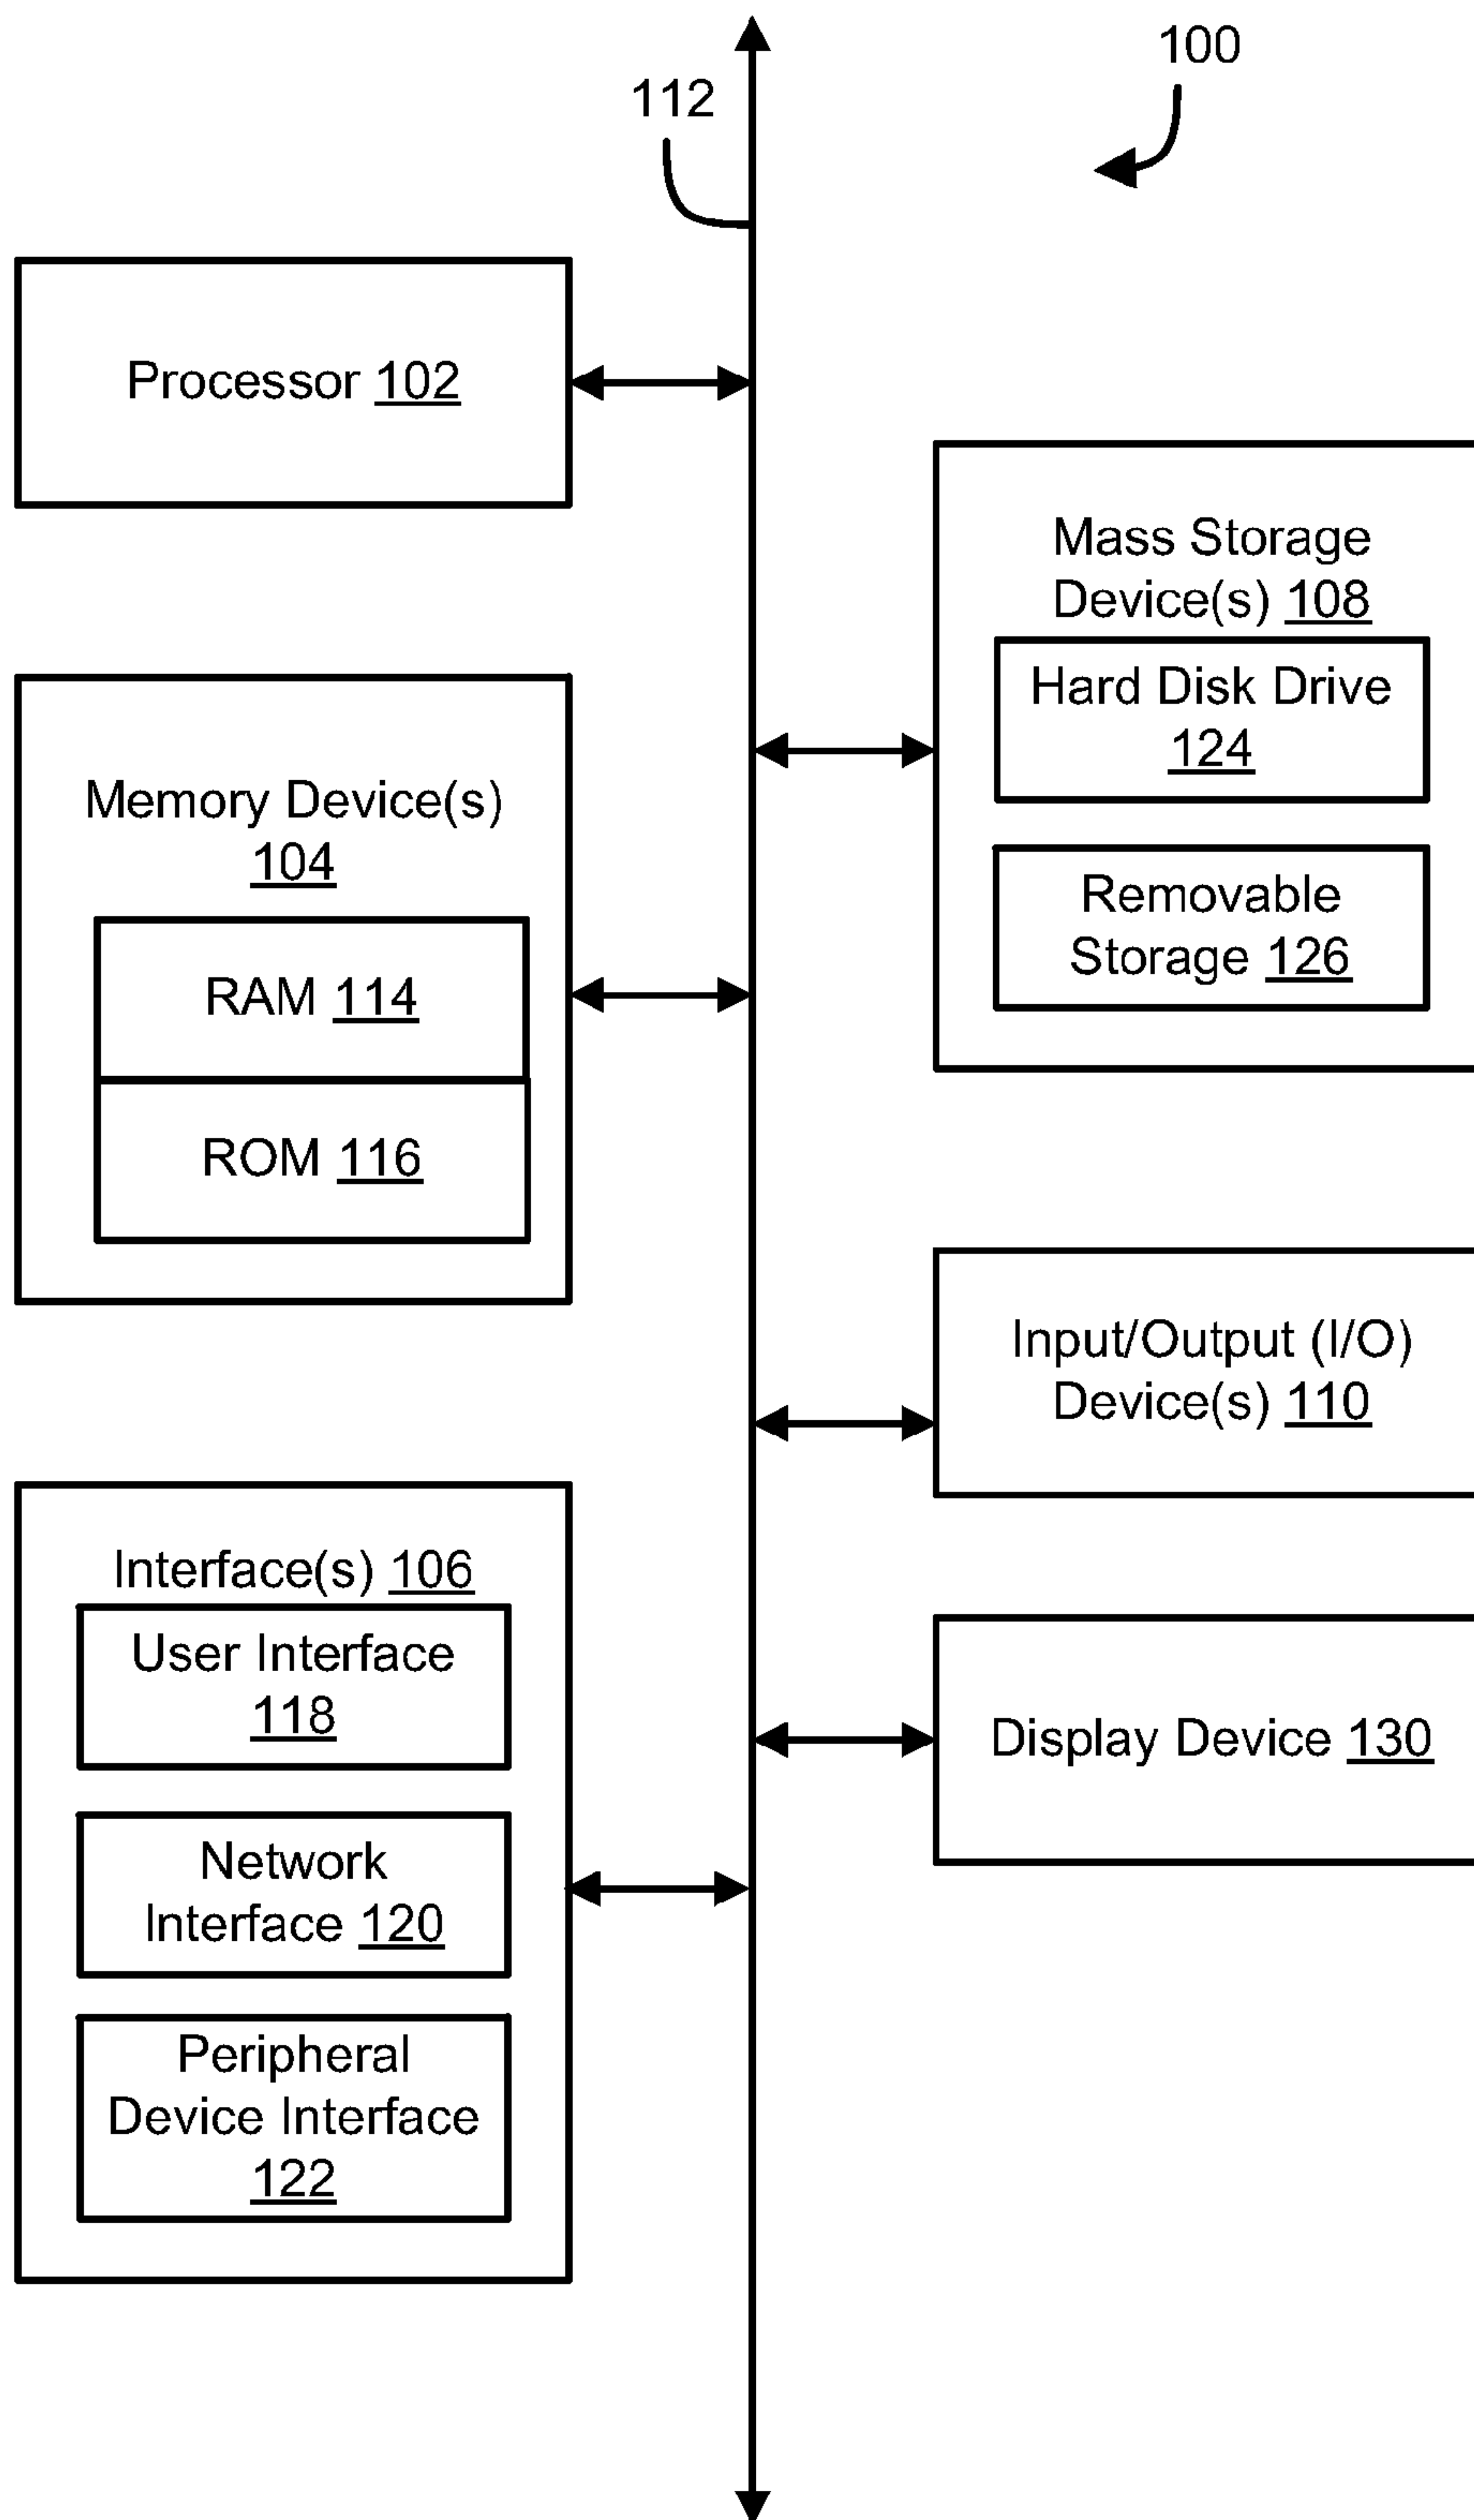 100
112
Processor 102
Mass Storage
Device(s) 108
Hard Disk Drive
124
Removable
Storage 126
Memory Device(s)
104
RAM 114
ROM 116
Input/Output (I/O)
Device(s) 110
Interface(s) 106
User Interface
118
Network
Interface 120
Peripheral
Device Interface
122
Display Device 130